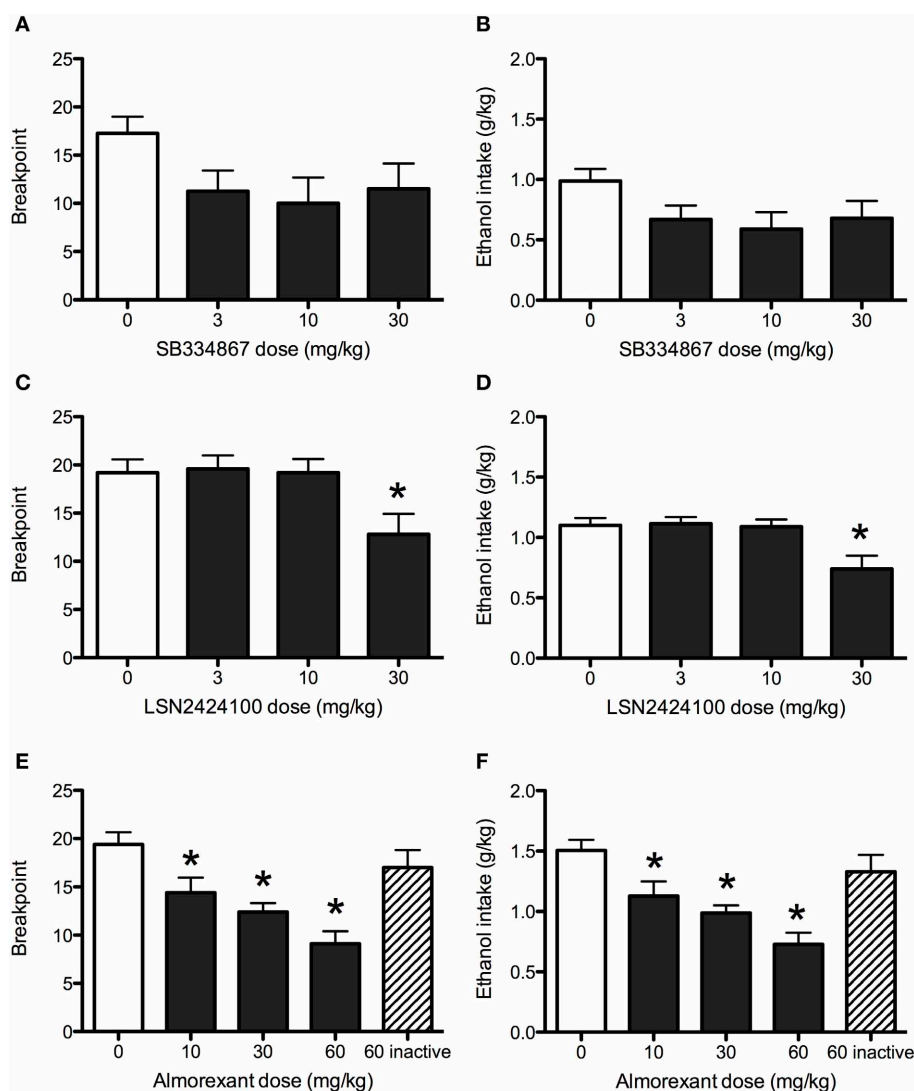 A
B
25
20
15
10
5
0
Breakpoint
0 3 10 30
SB334867 dose (mg/kg)
2.0
1.5
1.0
0.5
0.0
Ethanol intake (g/kg)
0 3 10 30
SB334867 dose (mg/kg)
C
D
25
20
15
10
5
0
Breakpoint
*
0 3 10 30
LSN2424100 dose (mg/kg)
2.0
1.5
1.0
0.5
0.0
Ethanol intake (g/kg)
*
0 3 10 30
LSN2424100 dose (mg/kg)
E
F
25
20
15
10
5
0
Breakpoint
* * *
0 10 30 60 60 inactive
Almorexant dose (mg/kg)
2.0
1.5
1.0
0.5
0.0
Ethanol intake (g/kg)
* * *
0 10 30 60 60 inactive
Almorexant dose (mg/kg)